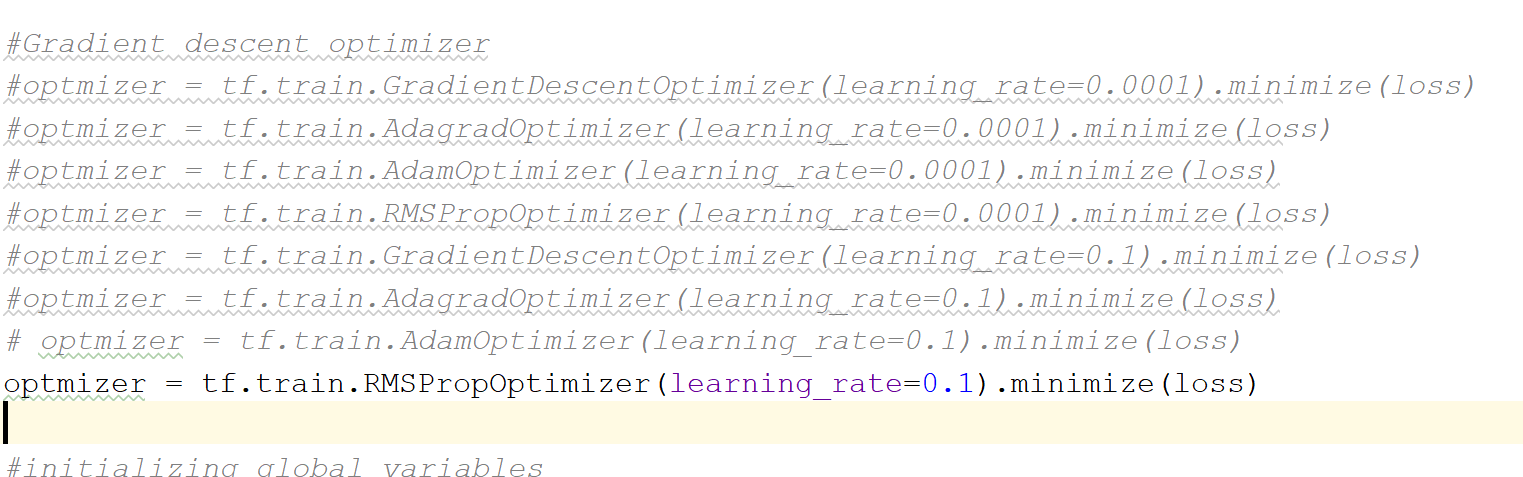 #Gradient descent optimizer
#optmizer = tf.train.GradientDescentOptimizer(learning_rate=0.0001).minimize(loss)
#optmizer = tf.train.AdagradOptimizer(learning_rate=0.0001).minimize(loss)
#optmizer = tf.train.AdamOptimizer(learning_rate=0.0001).minimize(loss)
#optmizer = tf.train.RMSPropOptimizer(learning_rate=0.0001).minimize(loss)
#optmizer = tf.train.GradientDescentOptimizer(learning_rate=0.1).minimize(loss)
#optmizer = tf.train.AdagradOptimizer(learning_rate=0.1).minimize(loss)
# optmizer = tf.train.AdamOptimizer(learning_rate=0.1).minimize(loss)
optmizer = tf.train.RMSPropOptimizer(learning_rate=0.1).minimize(loss)
#initializing global variables